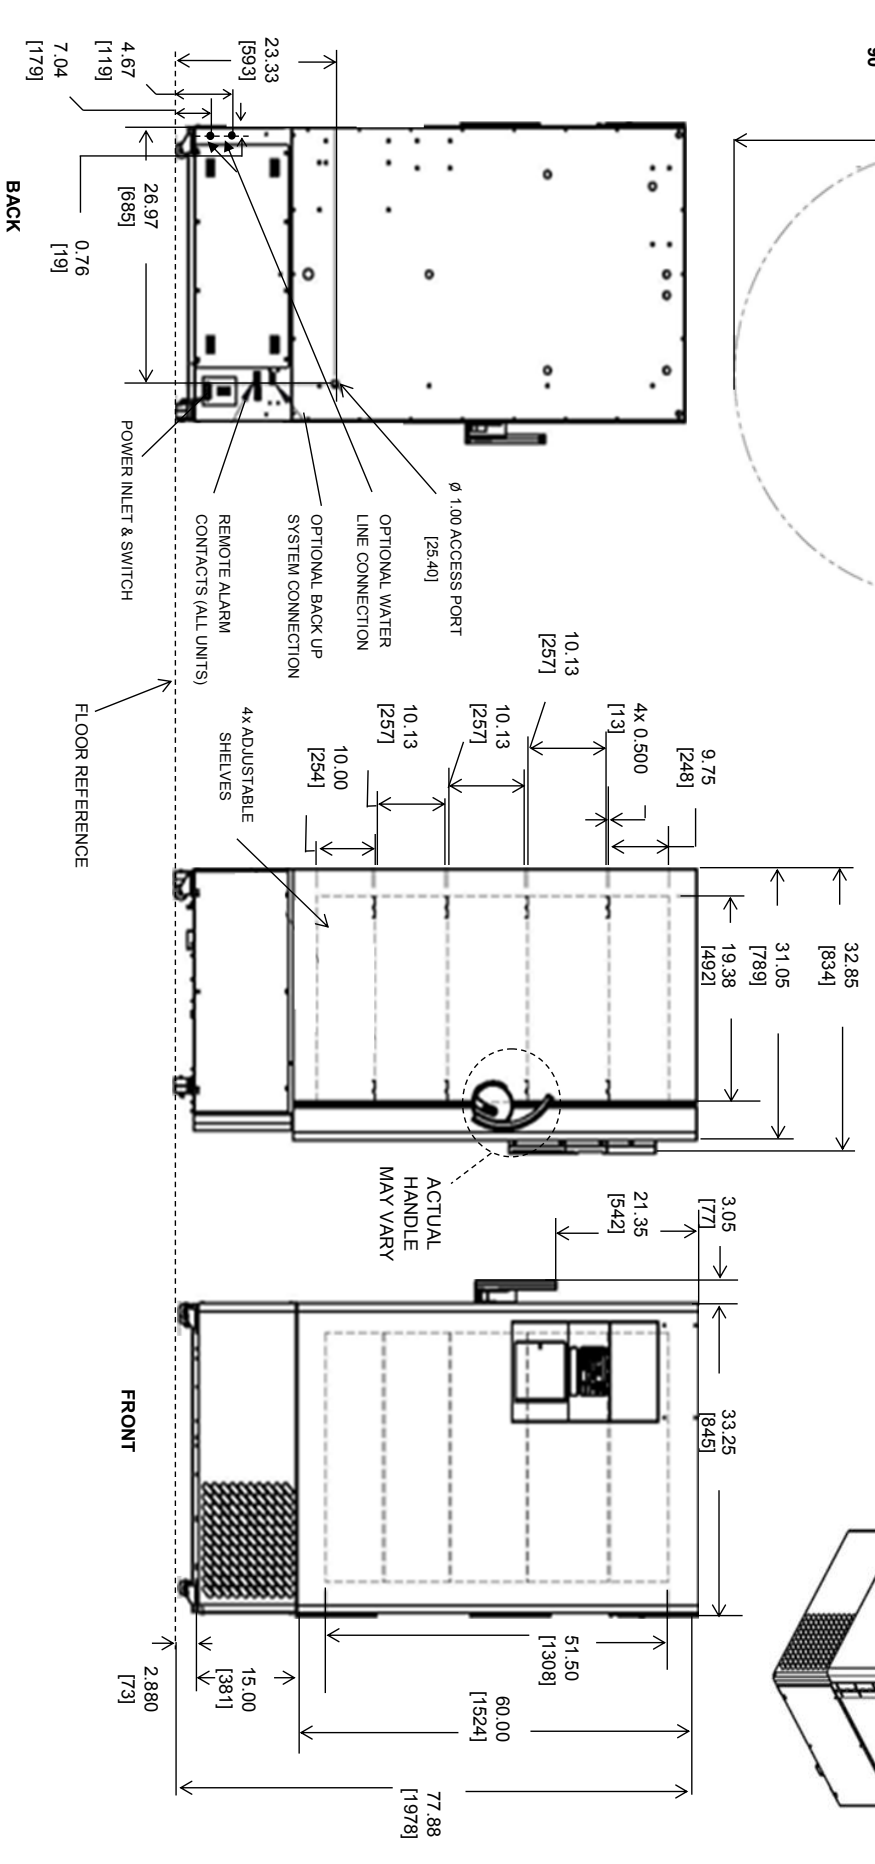 23.33
[593]
4.67
[119]
7.04
[179]
26.97
[685]
0.76
[19]
BACK
Ø 1.00 ACCESS PORT
[25.40]
OPTIONAL WATER
LINE CONNECTION
OPTIONAL BACK UP
SYSTEM CONNECTION
REMOTE ALARM
CONTACTS (ALL UNITS)
POWER INLET & SWITCH
FLOOR REFERENCE
32.85
[834]
31.05
[789]
19.38
[492]
9.75
[248]
4x 0.500
[13]
10.13
[257]
10.13
[257]
10.13
[257]
10.00
[254]
4x ADJUSTABLE
SHELVES
ACTUAL
HANDLE
MAY VARY
3.05
[77]
21.35
[542]
33.25
[845]
51.50
[1308]
60.00
[1524]
77.88
[1978]
15.00
[381]
2.880
[73]
FRONT